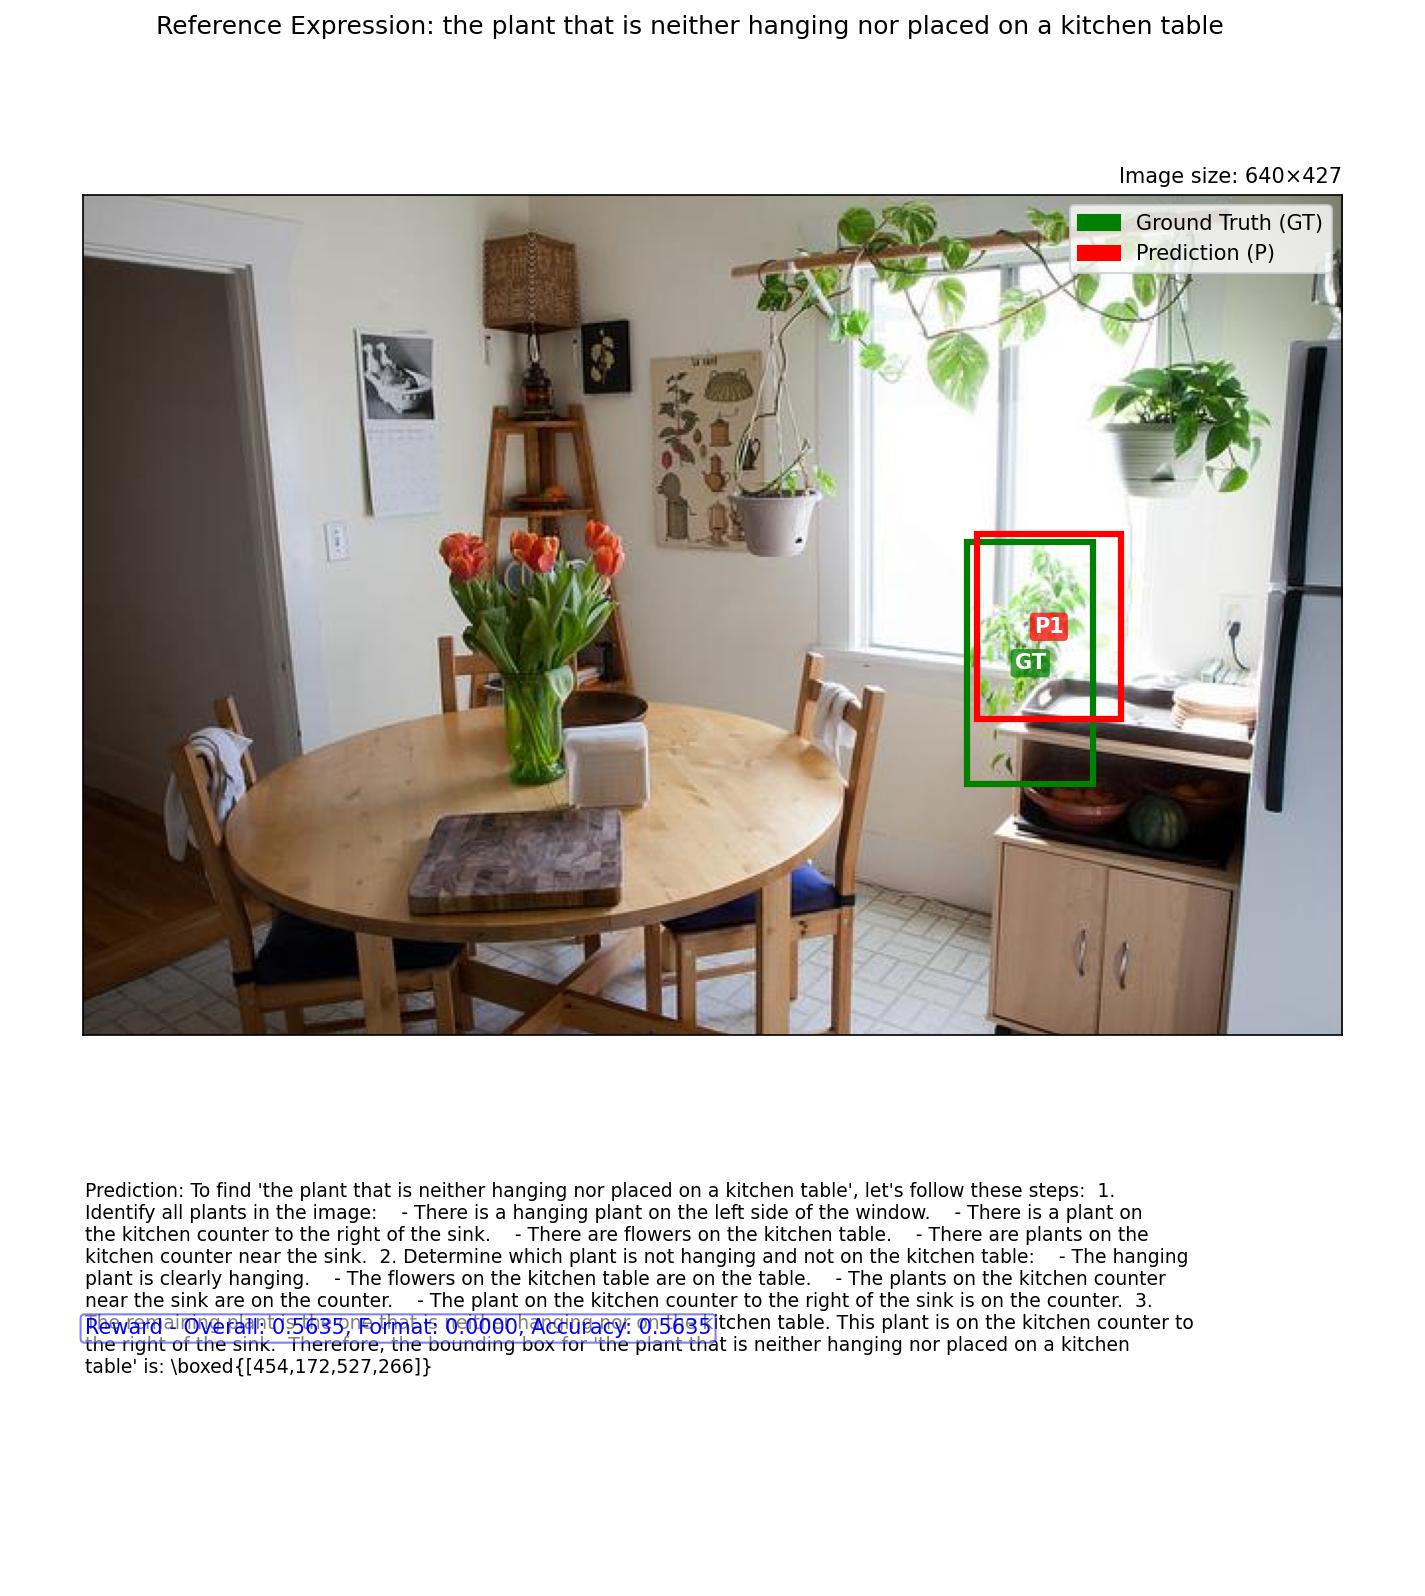 Reference Expression: the plant that is neither hanging nor placed on a kitchen table
Image size: 640×427
Ground Truth (GT)
Prediction (P)
P1
GT
Prediction: To find 'the plant that is neither hanging nor placed on a kitchen table', let's follow these steps:  1.
Identify all plants in the image:    - There is a hanging plant on the left side of the window.    - There is a plant on
the kitchen counter to the right of the sink.    - There are flowers on the kitchen table.    - There are plants on the
kitchen counter near the sink.  2. Determine which plant is not hanging and not on the kitchen table:    - The hanging
plant is clearly hanging.    - The flowers on the kitchen table are on the table.    - The plants on the kitchen counter
near the sink are on the counter.    - The plant on the kitchen counter to the right of the sink is on the counter.  3.
The remaining plant is the one that is neither hanging nor on the kitchen table. This plant is on the kitchen counter to
Reward - Overall: 0.5635, Format: 0.0000, Accuracy: 0.5635
the right of the sink.  Therefore, the bounding box for 'the plant that is neither hanging nor placed on a kitchen
table' is: \boxed{[454,172,527,266]}